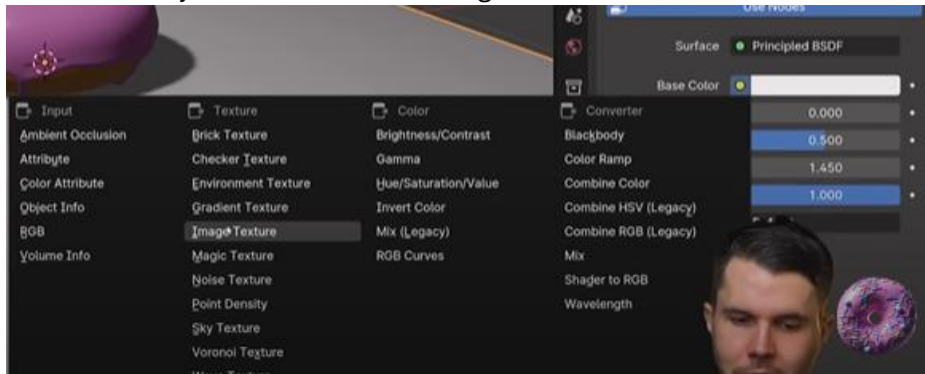 Use Nodes
Surface Principled BSDF
Base Color
Input
Ambient Occlusion
Attribute
Color Attribute
Object Info
RGB
Volume Info
Texture
Brick Texture
Checker Texture
Environment Texture
Gradient Texture
Image Texture
Magic Texture
Noise Texture
Point Density
Sky Texture
Voronoi Texture
Color
Brightness/Contrast
Gamma
Hue/Saturation/Value
Invert Color
Mix (Legacy)
RGB Curves
Converter
Blackbody
Color Ramp
Combine Color
Combine HSV (Legacy)
Combine RGB (Legacy)
Mix
Shader to RGB
Wavelength
0.000
0.500
1.450
1.000